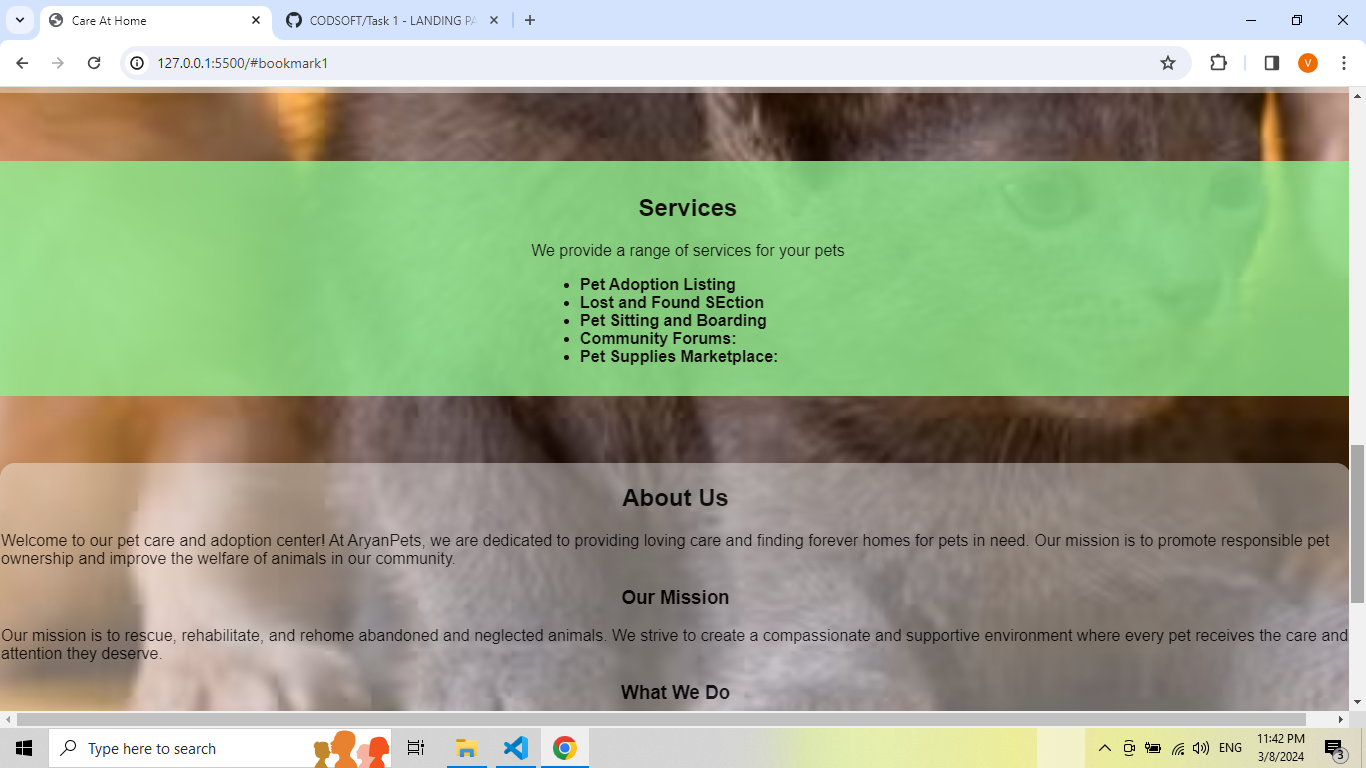 Care At Home
CODSOFT/Task 1 - LANDING PA
127.0.0.1:5500/#bookmark1
V
Services
We provide a range of services for your pets
• Pet Adoption Listing
• Lost and Found SEction
• Pet Sitting and Boarding
• Community Forums:
• Pet Supplies Marketplace:
About Us
Welcome to our pet care and adoption center! At AryanPets, we are dedicated to providing loving care and finding forever homes for pets in need. Our mission is to promote responsible pet
ownership and improve the welfare of animals in our community.
Our Mission
Our mission is to rescue, rehabilitate, and rehome abandoned and neglected animals. We strive to create a compassionate and supportive environment where every pet receives the care and
attention they deserve.
What We Do
Type here to search
ENG
11:42 PM
3/8/2024
3